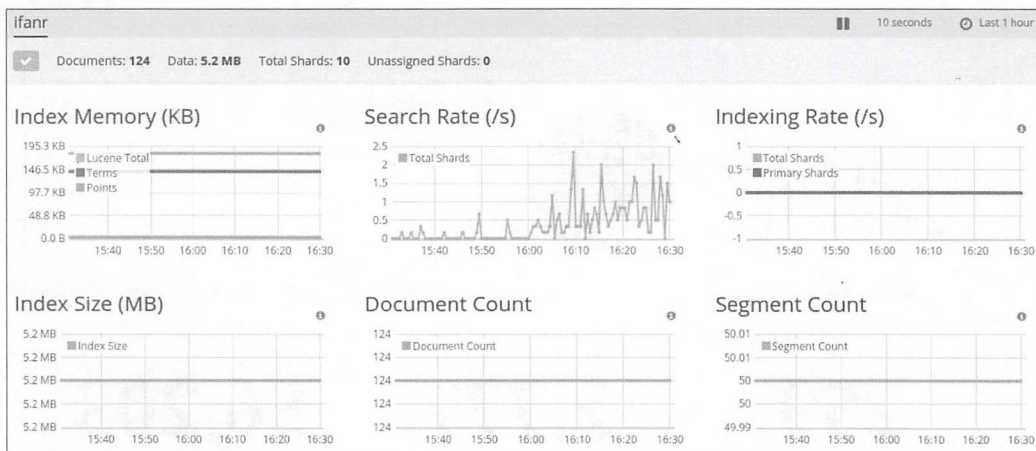 ifanr 10 seconds Last 1 hour
Documents: 124 Data: 5.2 MB Total Shards: 10 Unassigned Shards: 0
Index Memory (KB)
195.3 KB
146.5 KB
97.7 KB
48.8 KB
0.0 B
Lucene Total
Terms
Points
15:40 15:50 16:00 16:10 16:20 16:30
Search Rate (/s)
2.5
2
1.5
1
0.5
0
Total Shards
15:40 15:50 16:00 16:10 16:20 16:30
Indexing Rate (/s)
1
0.5
0
-0.5
-1
Total Shards
Primary Shards
15:40 15:50 16:00 16:10 16:20 16:30
Index Size (MB)
5.2 MB
5.2 MB
5.2 MB
5.2 MB
5.2 MB
Index Size
15:40 15:50 16:00 16:10 16:20 16:30
Document Count
124
124
124
124
124
Document Count
15:40 15:50 16:00 16:10 16:20 16:30
Segment Count
50.01
50.01
50
50
49.99
Segment Count
15:40 15:50 16:00 16:10 16:20 16:30